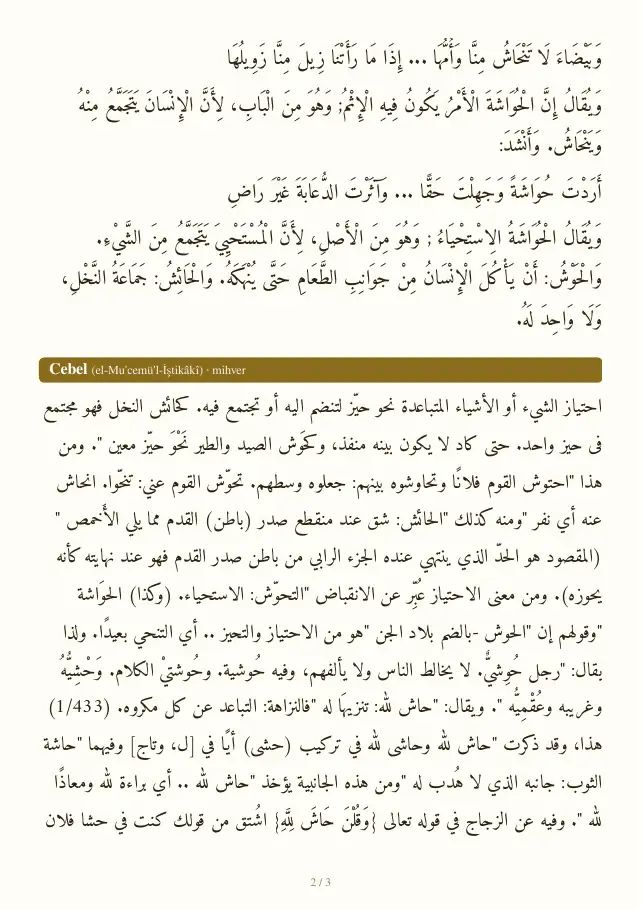 وَبَيْضَاءَ لَا تَنْحَاشُ مِنَّا وَأُمُّهَا ... إِذَا مَا رَأَتْنَا زِيلَ مِنَّا زَوِيلُهَا
وَيُقَالُ إِنَّ الْحُوَاشَةَ الْأَمْرُ يَكُونُ فِيهِ الْإِثْمُ; وَهُوَ مِنَ الْبَابِ، لِأَنَّ الْإِنْسَانَ يَتَجَمَّعُ مِنْهُ
وَيَنْحَاشُ. وَأَنْشَدَ:
أَرَدْتَ حُوَاشَةً وَجَهِلْتَ حَقًّا ... وَآثَرْتَ الدُّعَابَةَ غَيْرَ رَاضِ
وَيُقَالُ الْحُوَاشَةُ الِاسْتِحْيَاءُ ; وَهُوَ مِنَ الْأَصْلِ، لِأَنَّ الْمُسْتَحْيِيَ يَتَجَمَّعُ مِنَ الشَّيْءِ.
وَالْحَوْشُ: أَنْ يَأْكُلَ الْإِنْسَانُ مِنْ جَوَانِبِ الطَّعَامِ حَتَّى يُنْهِكَهُ. وَالْحَائِشُ: جَمَاعَةُ النَّخْلِ،
وَلَا وَاحِدَ لَهُ.
Cebel (el-Mu'cemü'l-İştikâkî) · mihver
احتياز الشيء أو الأشياء المتباعدة نحو حيّز لتنضم اليه أو تجتمع فيه. كحائش النخل فهو مجتمع
فى حيز واحد. حتى كاد لا يكون بينه منفذ، وكحَوش الصيد والطير نَحْوَ حيّز معين ". ومن
هذا "احتوش القوم فلانًا وتحاوشوه بينهم: جعلوه وسطهم. تحوّش القوم عني: تنحّوا. انحاش
عنه أي نفر "ومنه كذلك "الحائش: شق عند منقطع صدر (باطن) القدم مما يلي الأَخمص "
(المقصود هو الحدّ الذي ينتهي عنده الجزء الرابي من باطن صدر القدم فهو عند نهايته كأنه
يحوزه). ومن معنى الاحتياز عُبِّر عن الانقباض "التحوّش: الاستحياء. (وكذا) الحوَاشة
"وقولهم إن "الحوش -بالضم بلاد الجن "هو من الاحتياز والتحيز .. أي التنحي بعيدًا. ولذا
يقال: "رجل حُوِشيٌّ. لا يخالط الناس ولا يألفهم، وفيه حُوشية. وحُوشتيْ الكلام. وَحْشِيُّهُ
وغريبه وعُقْمِيُّه ". ويقال: "حاش لله: تنزيهًا له "فالنزاهة: التباعد عن كل مكروه. (1/433)
هذا، وقد ذكرت "حاش لله وحاشى لله في تركيب (حشى) أيًا في [ل، وتاج] وفيهما "حاشة
الثوب: جانبه الذي لا هُدب له "ومن هذه الجانبية يؤخذ "حاش لله .. أي براءة لله ومعاذًا
لله ". وفيه عن الزجاج في قوله تعالى {وَقُلْنَ حَاشَ لِلَّهِ} اشُتق من قولك كنت في حشا فلان
2 / 3